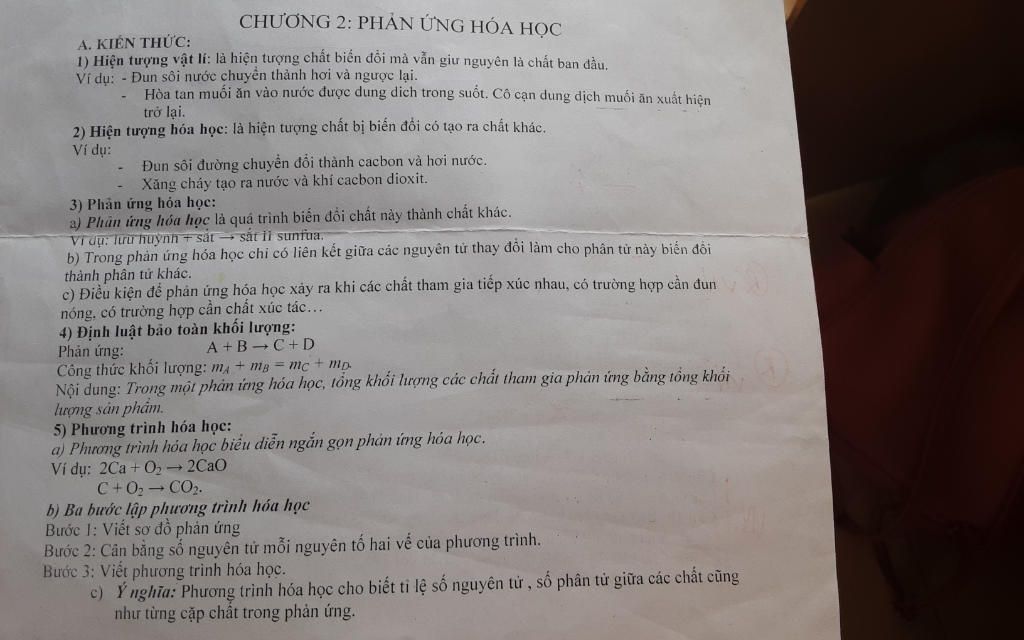 CHƯƠNG 2: PHẢN ỨNG HÓA HỌC
A. KIẾN THỨC:
1) Hiện tượng vật lí: là hiện tượng chất biến đổi mà vẫn giư nguyên là chất ban đầu.
Ví dụ: - Đun sôi nước chuyển thành hơi và ngược lại.
- Hòa tan muối ăn vào nước được dung dich trong suốt. Cô cạn dung dịch muối ăn xuất hiện
trở lại.
2) Hiện tượng hóa học: là hiện tượng chất bị biến đổi có tạo ra chất khác.
Ví dụ:
- Đun sôi đường chuyển đổi thành cacbon và hơi nước.
- Xăng cháy tạo ra nước và khí cacbon dioxit.
3) Phản ứng hóa học:
a) Phản ứng hóa học là quá trình biến đổi chất này thành chất khác.
Ví dụ: lưu huỳnh + sắt → sắt II sunfua.
b) Trong phản ứng hóa học chỉ có liên kết giữa các nguyên tử thay đổi làm cho phân tử này biến đổi
thành phân tử khác.
c) Điều kiện để phản ứng hóa học xảy ra khi các chất tham gia tiếp xúc nhau, có trường hợp cần đun
nóng, có trường hợp cần chất xúc tác…
4) Định luật bảo toàn khối lượng:
Phản ứng: A + B → C + D
Công thức khối lượng: mA + mB = mC + mD.
Nội dung: Trong một phản ứng hóa học, tổng khối lượng các chất tham gia phản ứng bằng tổng khối
lượng sản phẩm.
5) Phương trình hóa học:
a) Phương trình hóa học biểu diễn ngắn gọn phản ứng hóa học.
Ví dụ: 2Ca + O₂ → 2CaO
C + O₂ → CO₂.
b) Ba bước lập phương trình hóa học
Bước 1: Viết sơ đồ phản ứng
Bước 2: Cân bằng số nguyên tử mỗi nguyên tố hai vế của phương trình.
Bước 3: Viết phương trình hóa học.
c) Ý nghĩa: Phương trình hóa học cho biết tỉ lệ số nguyên tử , số phân tử giữa các chất cũng
như từng cặp chất trong phản ứng.